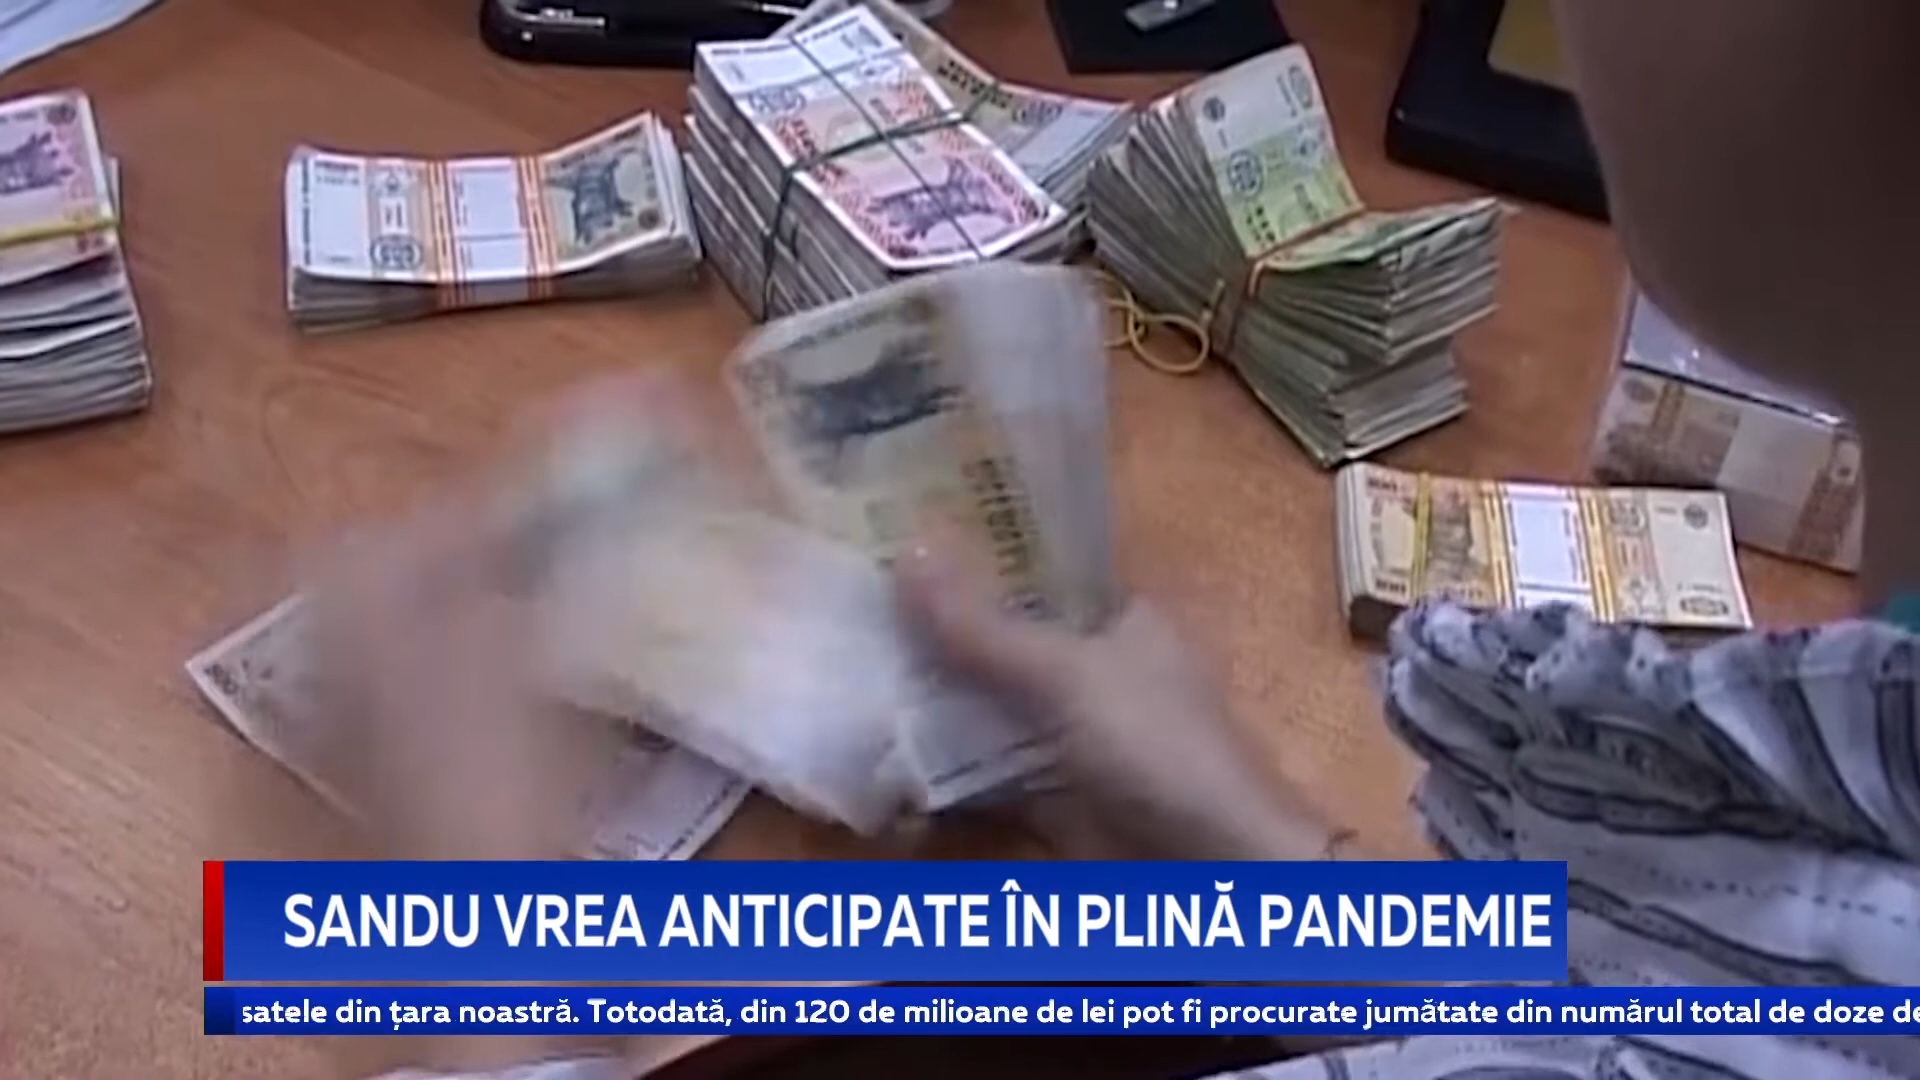 SANDU VREA ANTICIPATE ÎN PLINĂ PANDEMIE
satele din țara noastră. Totodată, din 120 de milioane de lei pot fi procurate jumătate din numărul total de doze de